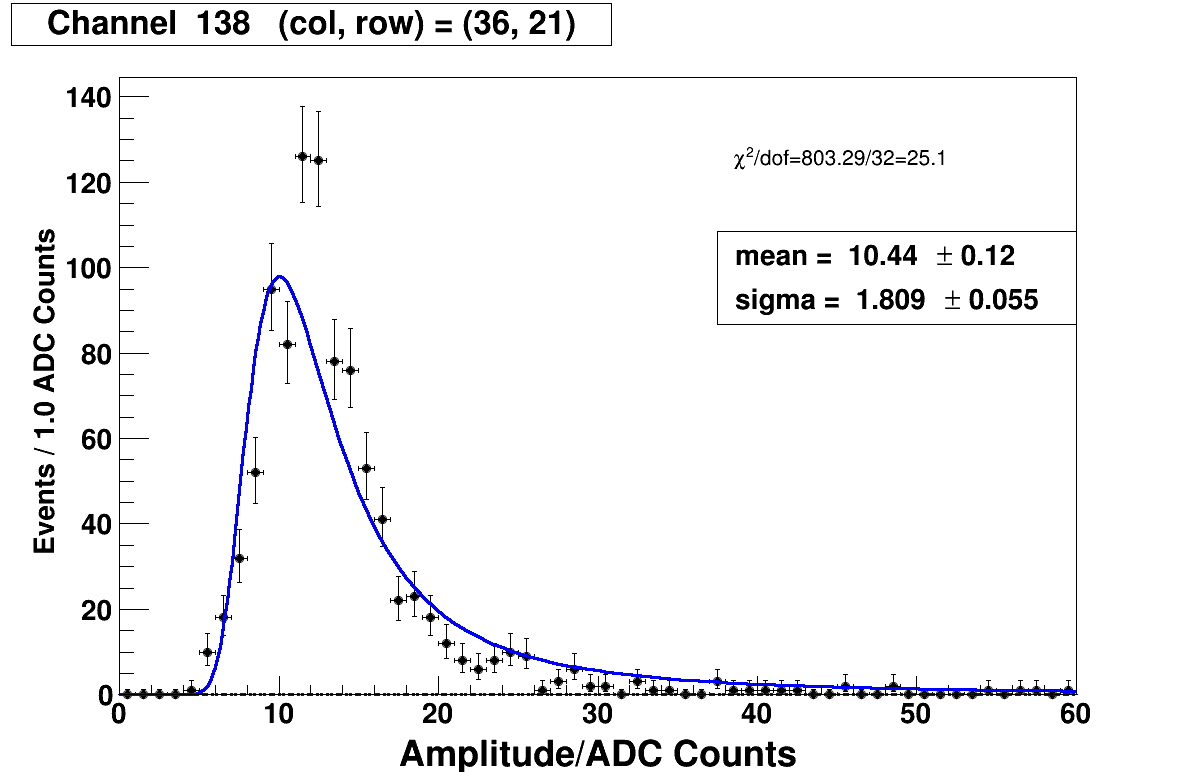 Channel 138 (col, row) = (36, 21)
140
120
100
80
60
40
20
0
Events / 1.0 ADC Counts
χ²/dof=803.29/32=25.1
mean = 10.44 ± 0.12
sigma = 1.809 ± 0.055
0 10 20 30 40 50 60
Amplitude/ADC Counts